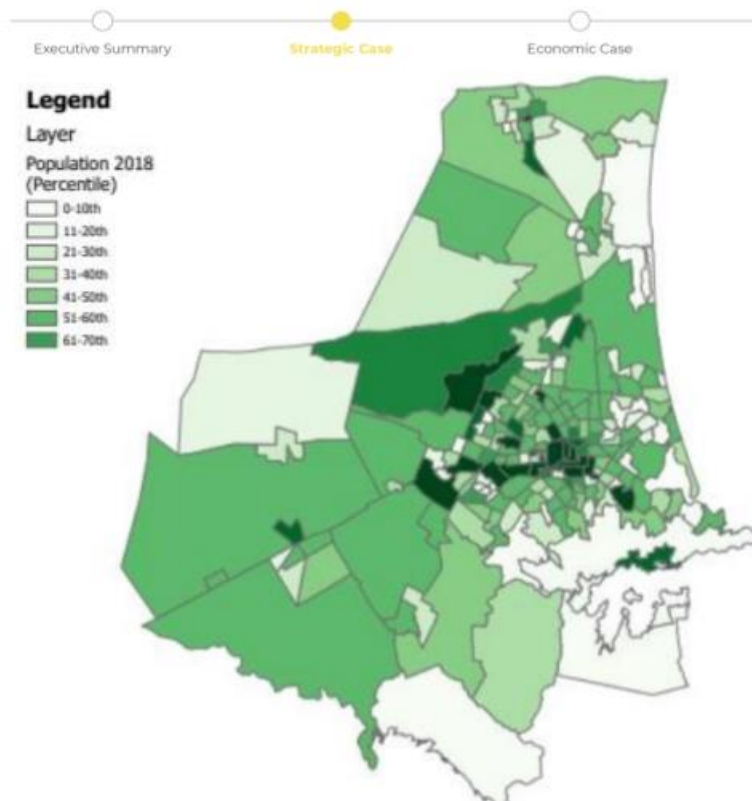 Executive Summary
Strategic Case
Economic Case
Legend
Layer
Population 2018
(Percentile)
0-10th
11-20th
21-30th
31-40th
41-50th
51-60th
61-70th